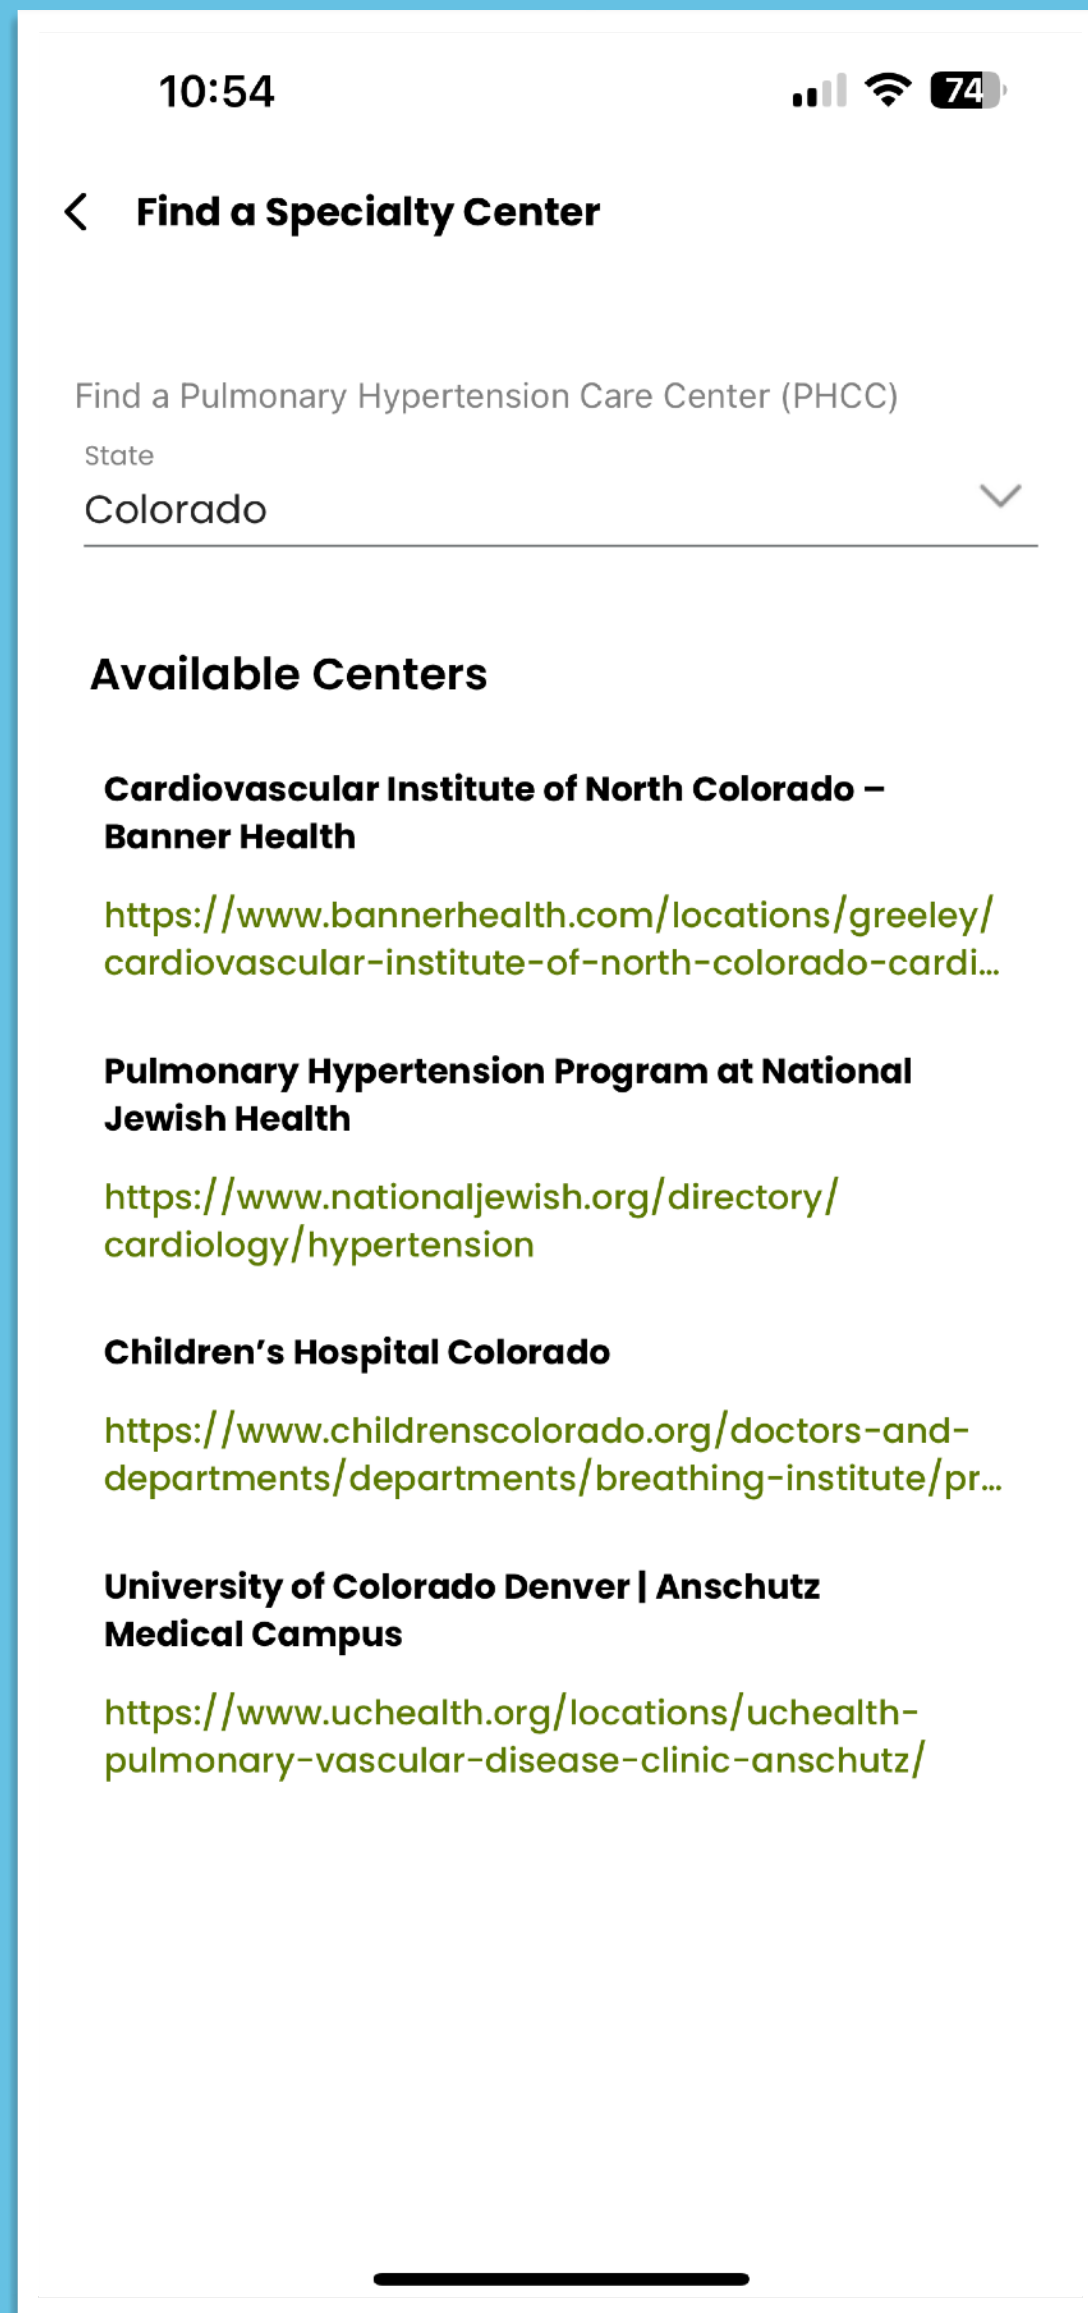 10:54
74
Find a Specialty Center
Find a Pulmonary Hypertension Care Center (PHCC)
State
Colorado
Available Centers
Cardiovascular Institute of North Colorado –
Banner Health
https://www.bannerhealth.com/locations/greeley/
cardiovascular-institute-of-north-colorado-cardi...
Pulmonary Hypertension Program at National
Jewish Health
https://www.nationaljewish.org/directory/
cardiology/hypertension
Children’s Hospital Colorado
https://www.childrenscolorado.org/doctors-and-
departments/departments/breathing-institute/pr...
University of Colorado Denver | Anschutz
Medical Campus
https://www.uchealth.org/locations/uchealth-
pulmonary-vascular-disease-clinic-anschutz/